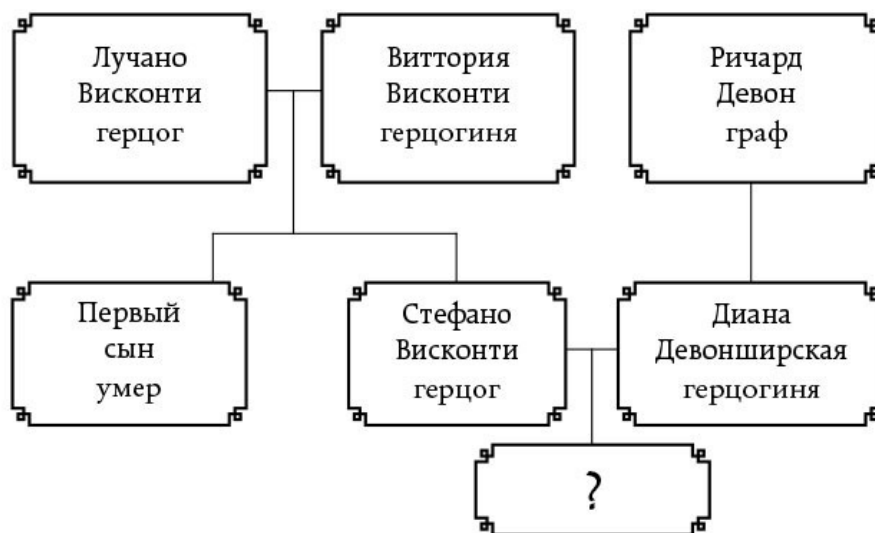 Лучано
Висконти
герцог
Виттория
Висконти
герцогиня
Ричард
Девон
граф
Первый
сын
умер
Стефано
Висконти
герцог
Диана
Девонширская
герцогиня
?